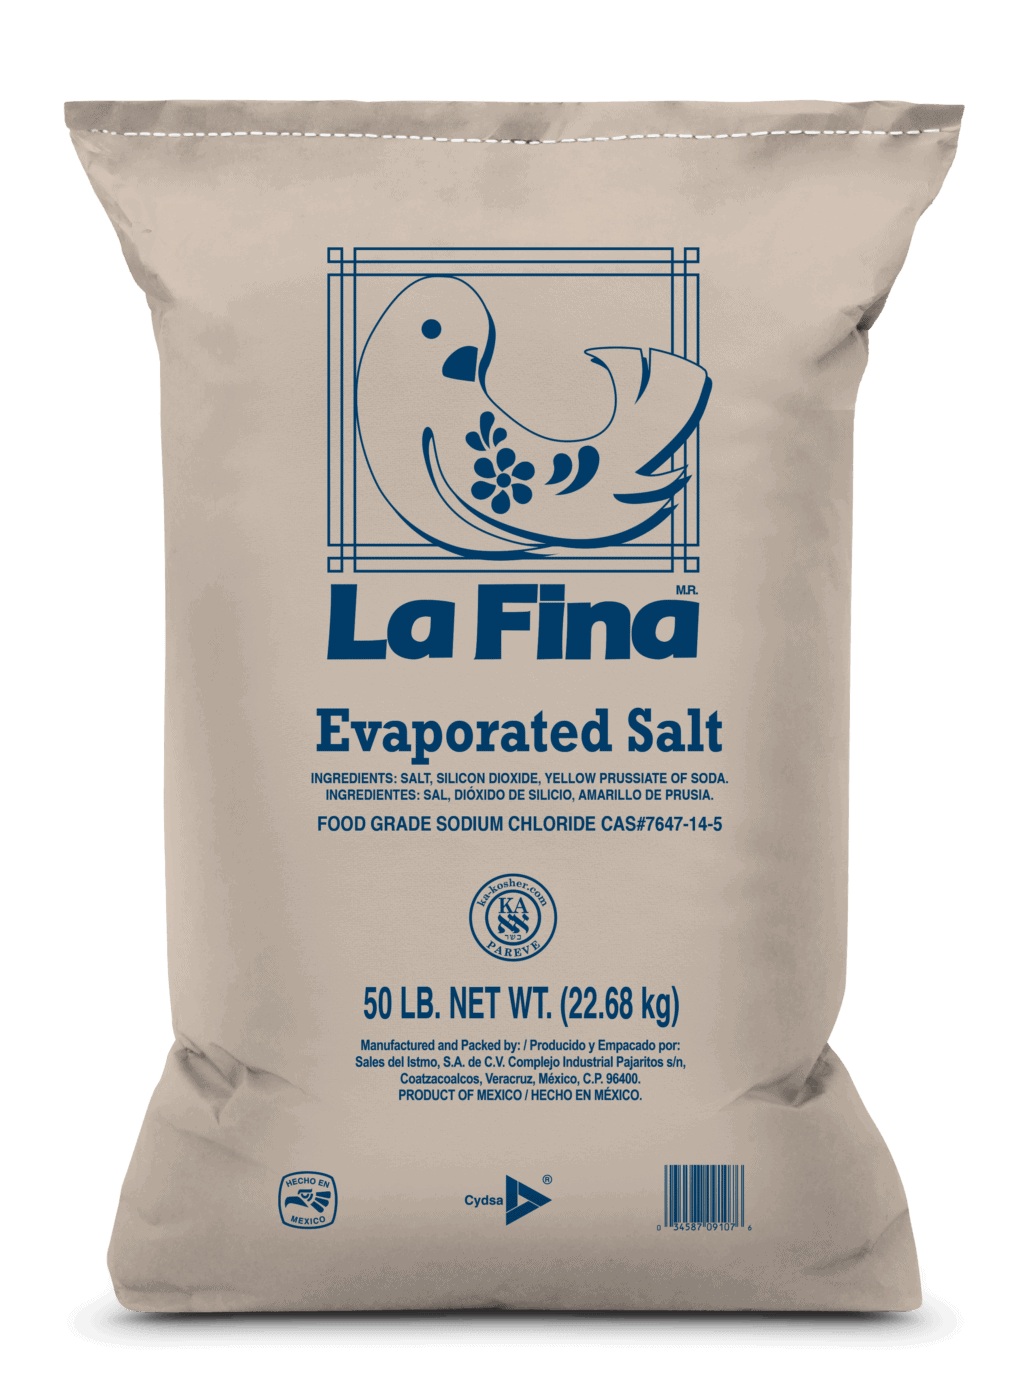 M.R.
La Fina
Evaporated Salt
INGREDIENTS: SALT, SILICON DIOXIDE, YELLOW PRUSSIATE OF SODA.
INGREDIENTES: SAL, DIÓXIDO DE SILICIO, AMARILLO DE PRUSIA.
FOOD GRADE SODIUM CHLORIDE CAS#7647-14-5
ka-kosher.com
KA
כשר
PAREVE
50 LB. NET WT. (22.68 kg)
Manufactured and Packed by: / Producido y Empacado por:
Sales del Istmo, S.A. de C.V. Complejo Industrial Pajaritos s/n,
Coatzacoalcos, Veracruz, México, C.P. 96400.
PRODUCT OF MEXICO / HECHO EN MÉXICO.
HECHO EN
MEXICO
Cydsa ®
0 34587 09107 6